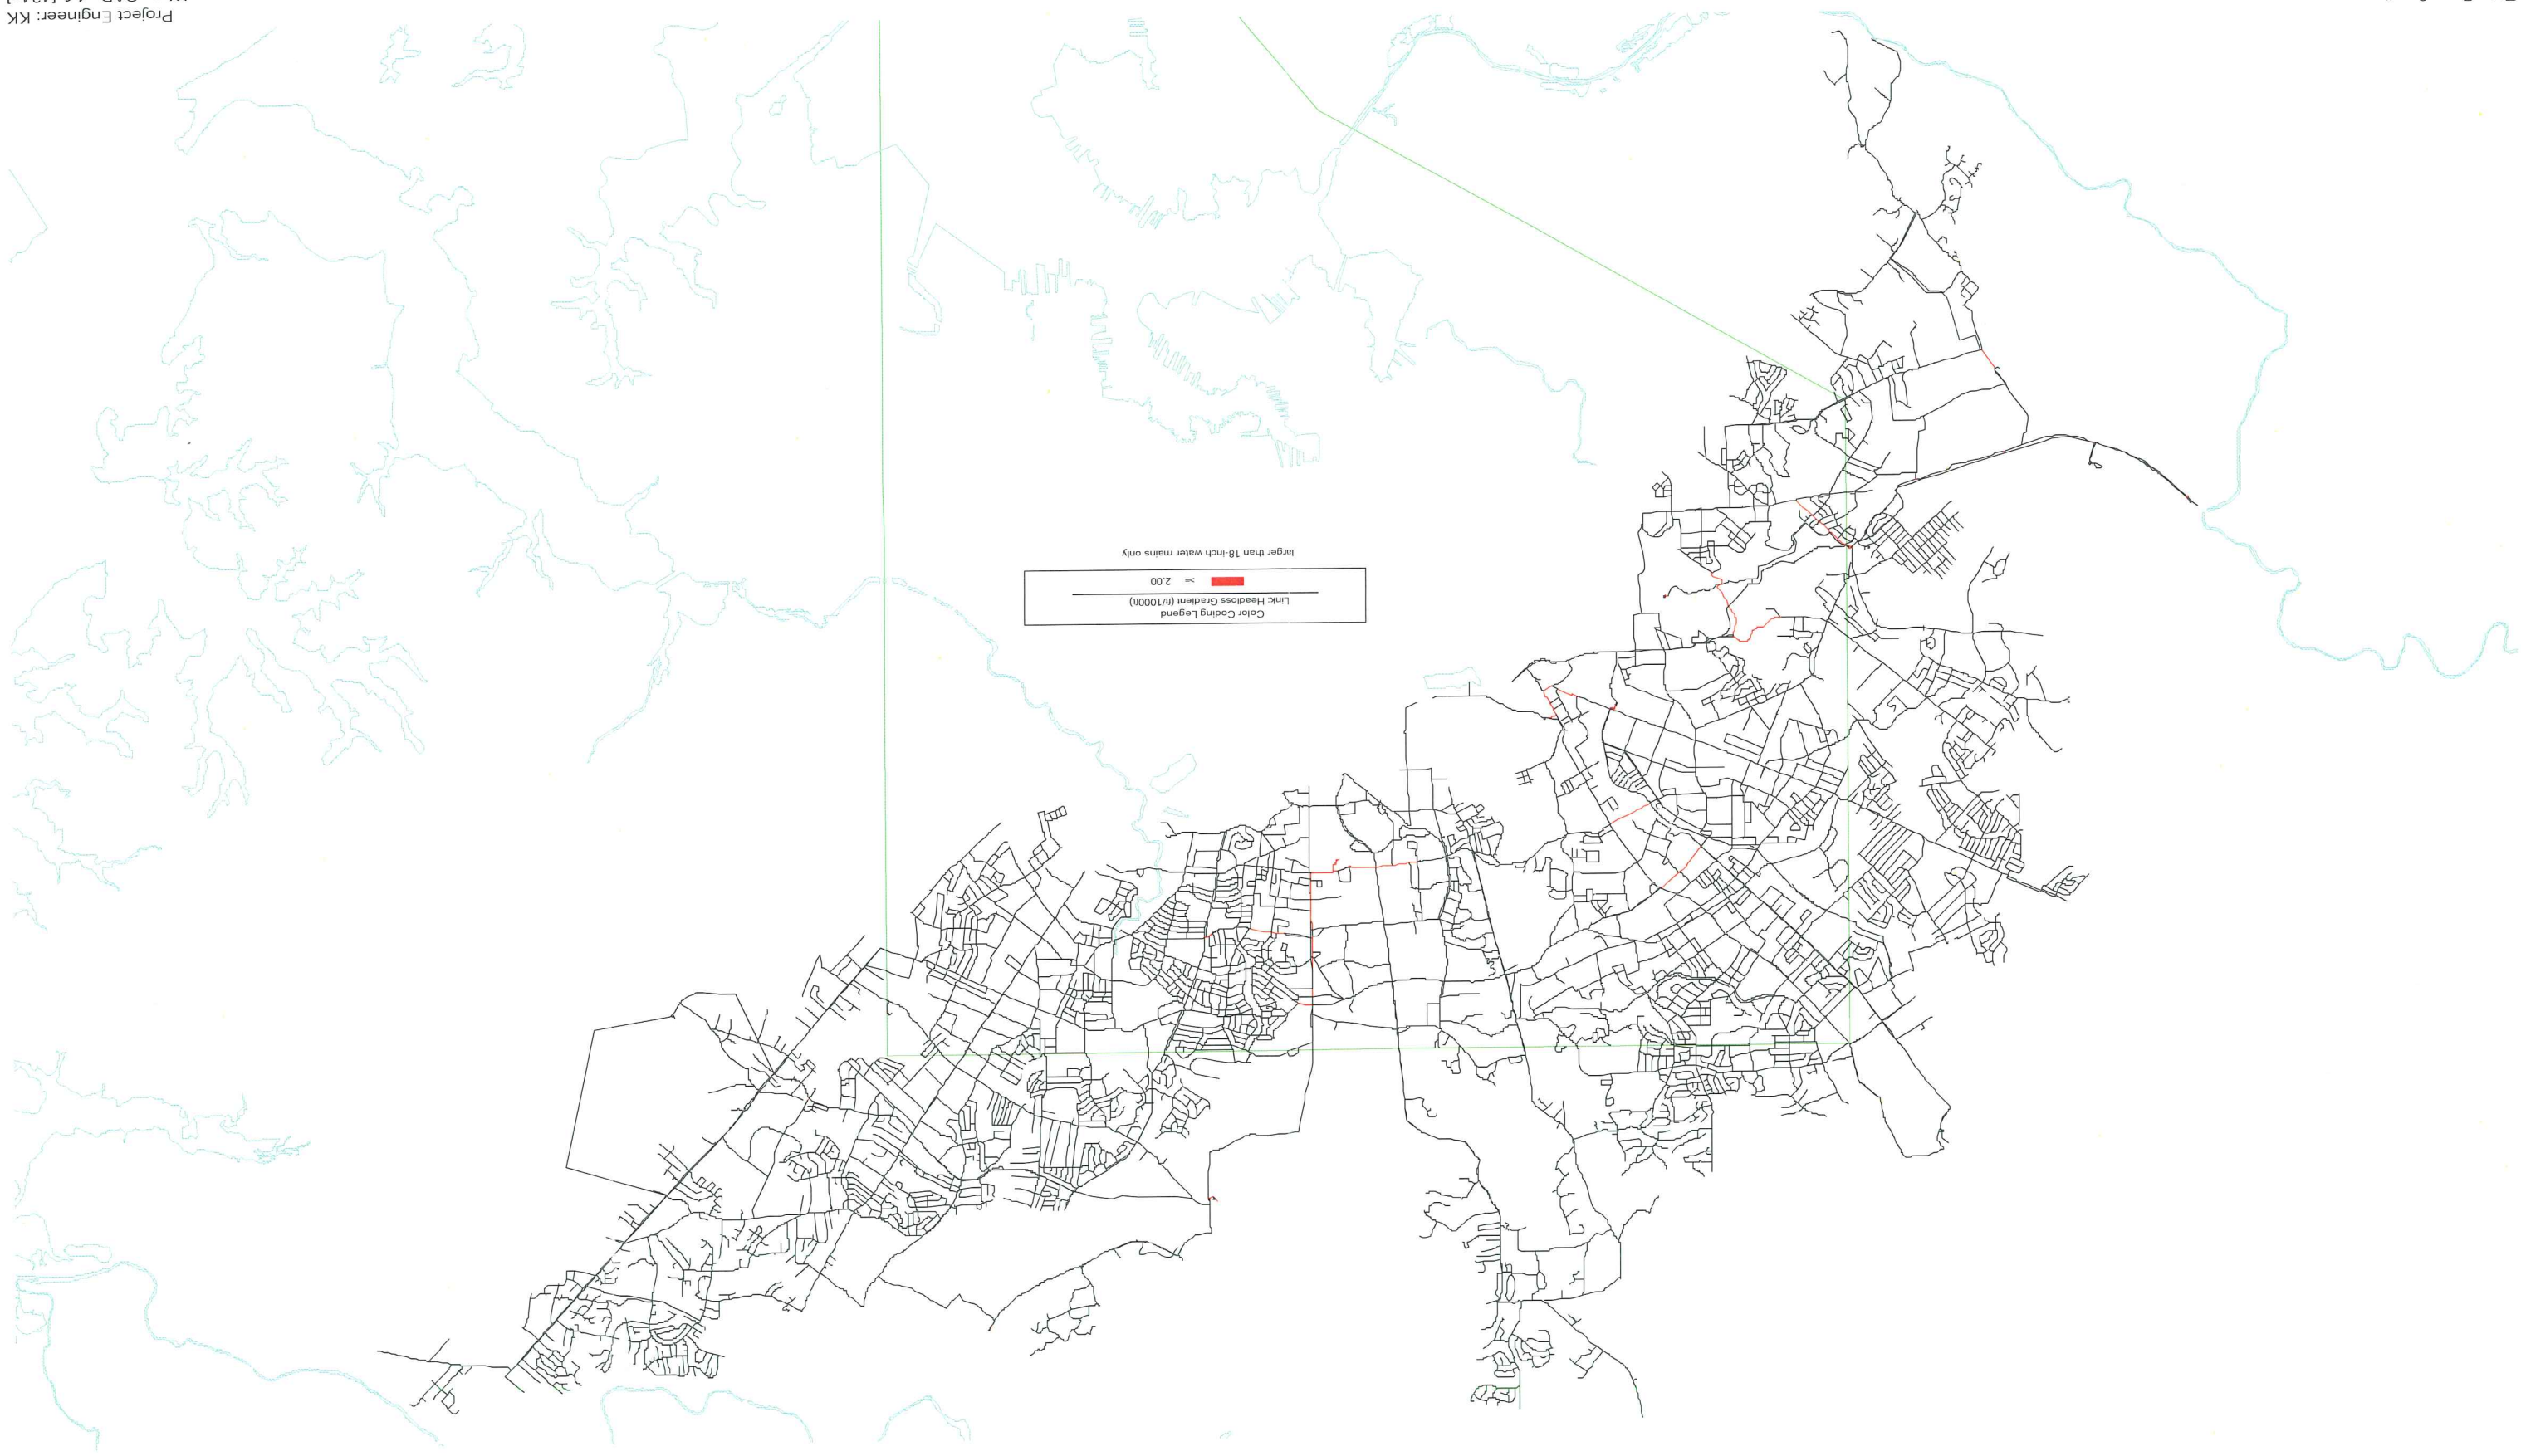 Color Coding Legend
Link: Headloss Gradient (ft/1000ft)
>= 2.00
larger than 18-inch water mains only
Project Engineer: KK